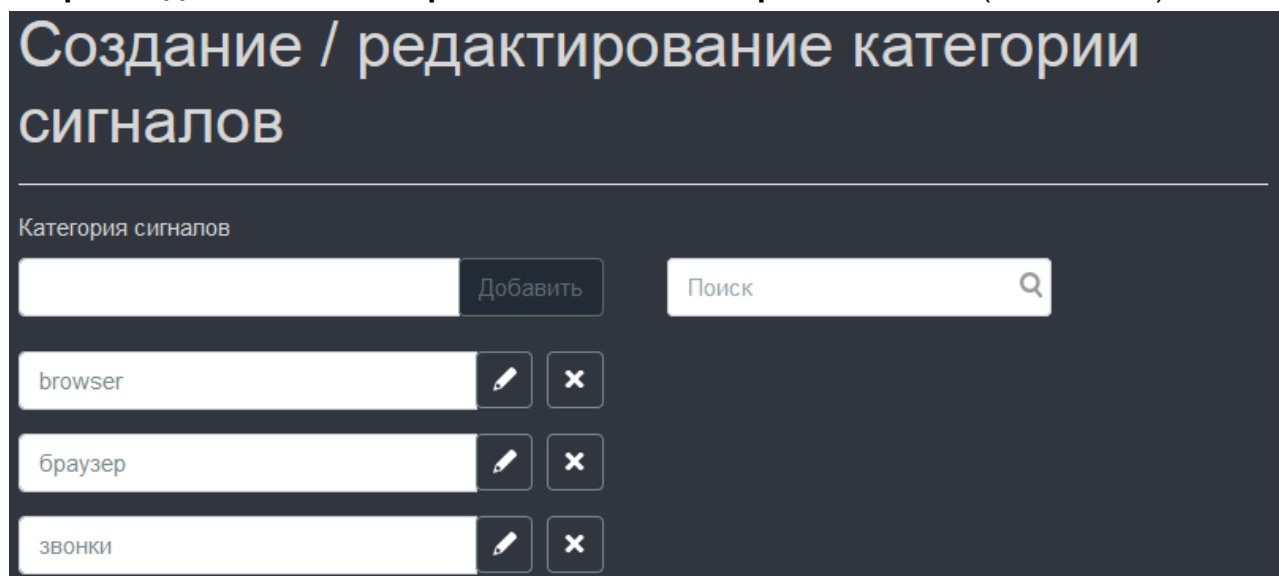 Создание / редактирование категории
сигналов
Категория сигналов
Добавить
Поиск
browser
браузер
звонки